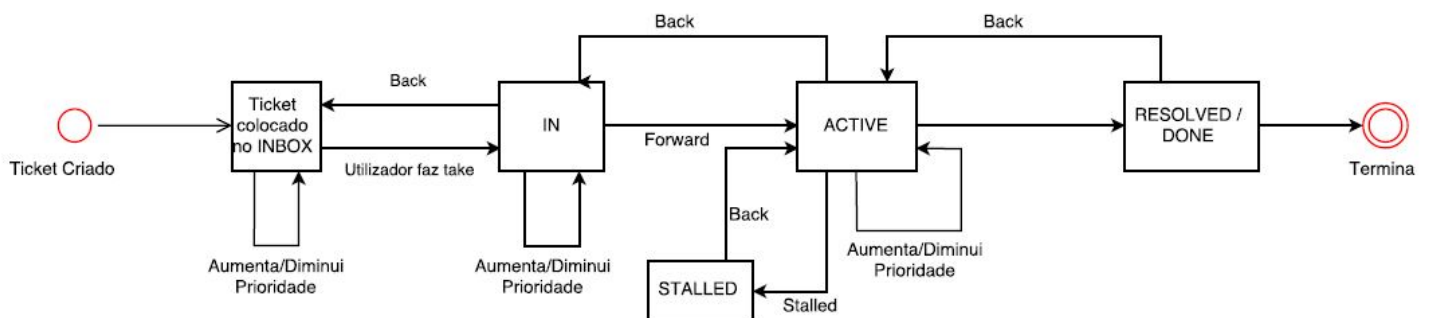 Back
Back
Back
Ticket
colocado
no INBOX
IN
ACTIVE
RESOLVED /
DONE
Forward
Ticket Criado
Utilizador faz take
Termina
Back
Aumenta/Diminui
Prioridade
Aumenta/Diminui
Prioridade
Aumenta/Diminui
Prioridade
STALLED
Stalled